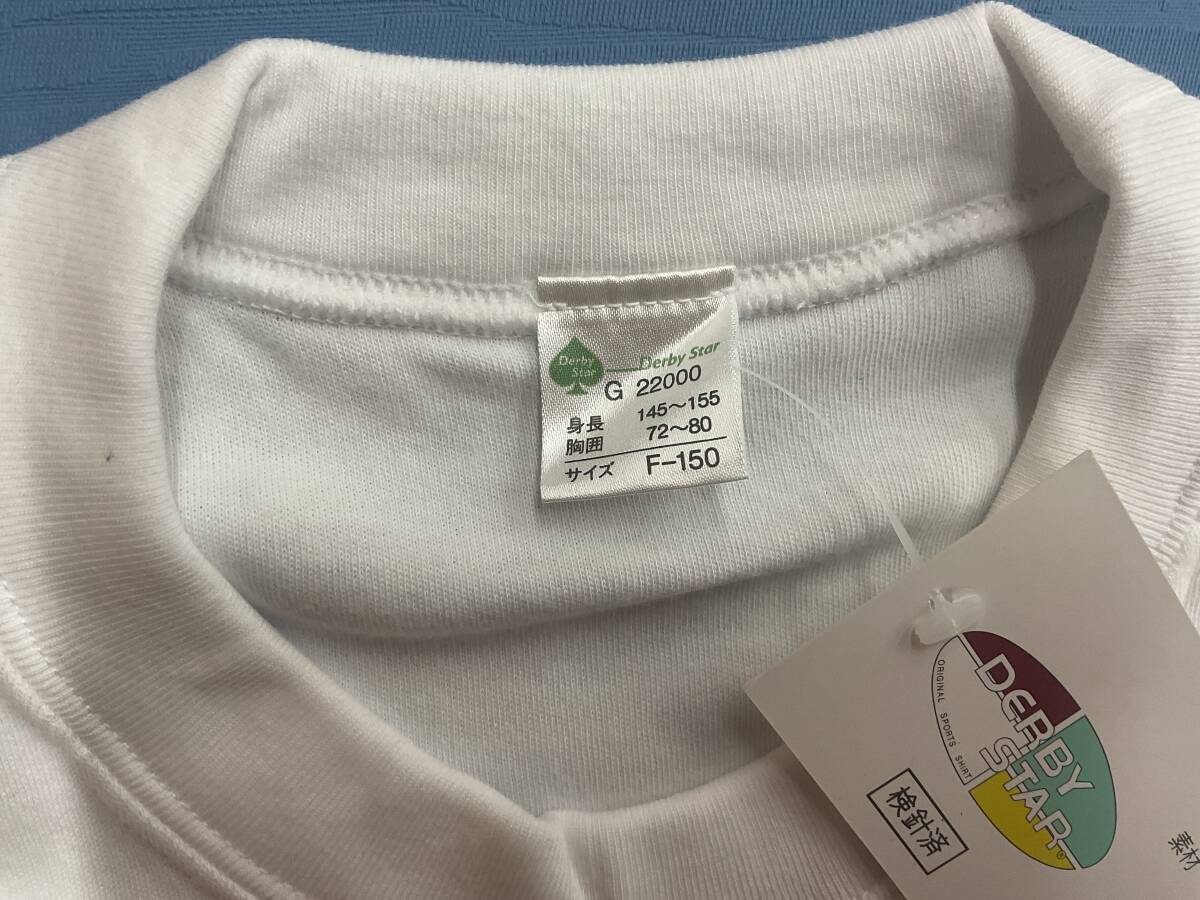 Derby
Star
Derby Star
G 22000
身長 145～155
胸囲 72～80
サイズ F-150
DERBY
STAR®
ORIGINAL SPORTS SHIRT
検針済
素材